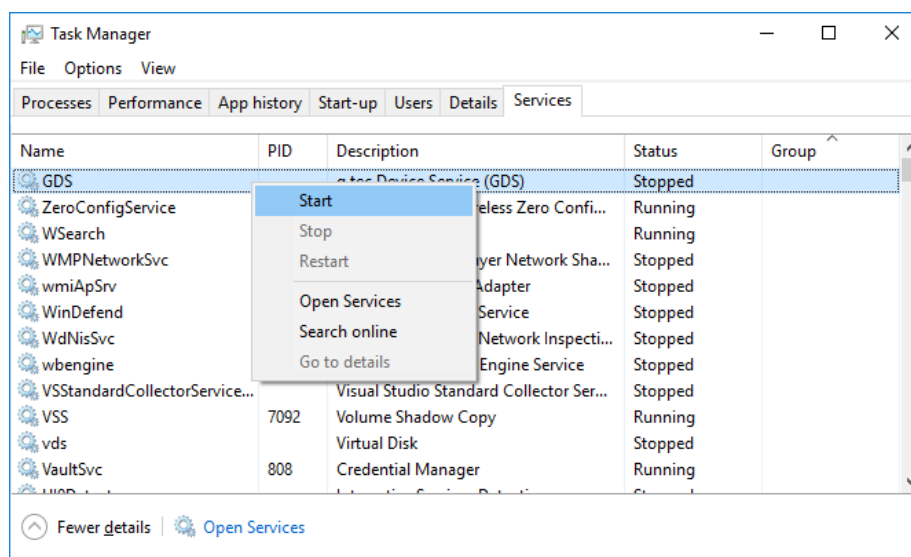 Task Manager
File Options View
Processes Performance App history Start-up Users Details Services
Name PID Description Status Group
GDS Device Service (GDS) Stopped
ZeroConfigService reless Zero Confi... Running
WSearch Running
WMPNetworkSvc ayer Network Sha... Stopped
wmiApSrv Adapter Stopped
WinDefend Service Stopped
WdNisSvc Network Inspecti... Stopped
wbengine Engine Service Stopped
VSStandardCollectorService... Visual Studio Standard Collector Ser... Stopped
VSS 7092 Volume Shadow Copy Running
vds Virtual Disk Stopped
VaultSvc 808 Credential Manager Running
Start
Stop
Restart
Open Services
Search online
Go to details
Fewer details Open Services